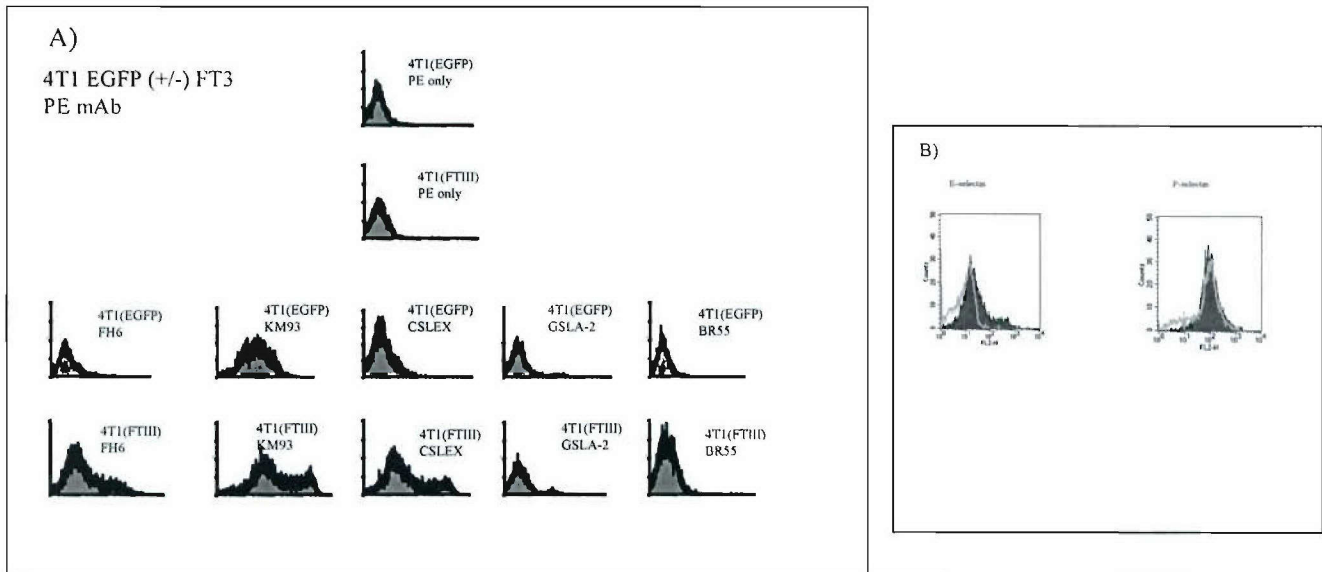 A)
4T1 EGFP (+/-) FT3
PE mAb
4T1(EGFP)
PE only
4T1(FTIII)
PE only
4T1(EGFP)
FH6
4T1(EGFP)
KM93
4T1(EGFP)
CSLEX
4T1(EGFP)
GSLA-2
4T1(EGFP)
BR55
4T1(FTIII)
FH6
4T1(FTIII)
KM93
4T1(FTIII)
CSLEX
4T1(FTIII)
GSLA-2
4T1(FTIII)
BR55
B)
E-selectin
P-selectin
Counts
Counts